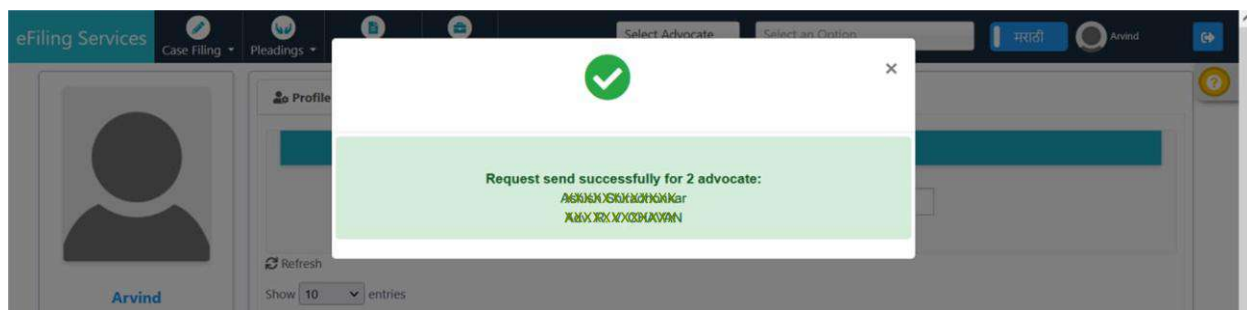 eFiling Services
Case Filing
Pleadings
Select Advocate
Select an Option
मराठी
Arvind
Profile
Request send successfully for 2 advocate:
Refresh
Show 10 entries
Arvind